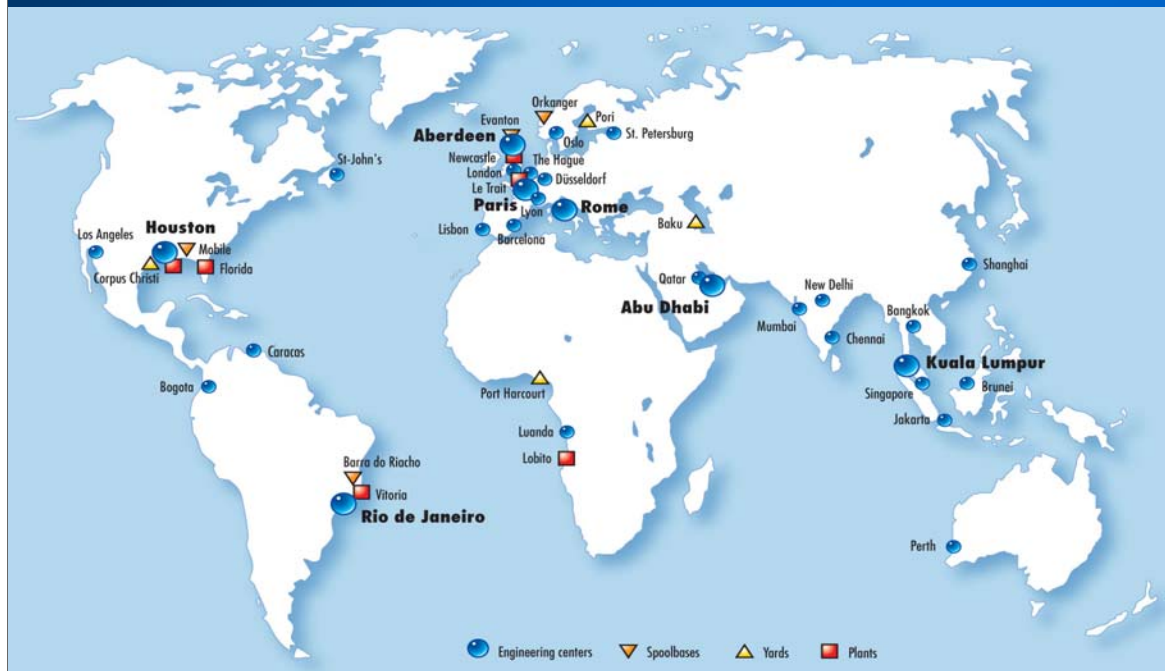 Orkanger
Evanton
Pori
Aberdeen
Oslo
St. Petersburg
St-John's
Newcastle
The Hague
London
Düsseldorf
Le Trait
Paris
Lyon
Rome
Houston
Baku
Los Angeles
Mobile
Lisbon
Barcelona
Corpus Christi
Florida
Qatar
Shanghai
New Delhi
Abu Dhabi
Bangkok
Mumbai
Chennai
Caracas
Kuala Lumpur
Bogota
Port Harcourt
Singapore
Brunei
Jakarta
Luanda
Lobito
Barra do Riacho
Vitoria
Rio de Janeiro
Perth
Engineering centers
Spoolbases
Yards
Plants